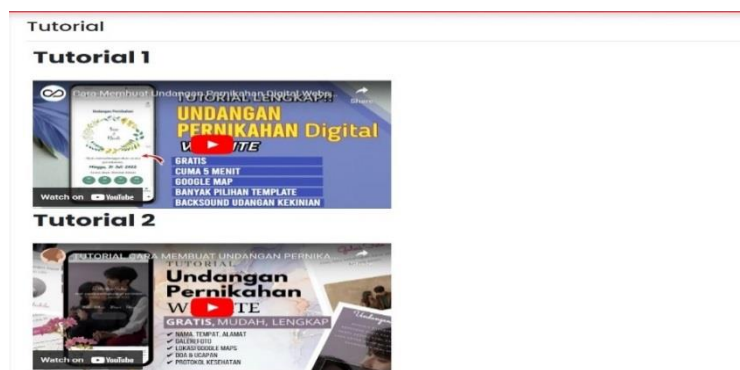 Tutorial
Tutorial 1
Cara Membuat Undangan Pernikahan Digital Webs...
Share
TUTORIAL LENGKAP!!
UNDANGAN
PERNIKAHAN Digital
GRATIS
CUMA 5 MENIT
GOOGLE MAP
BANYAK PILIHAN TEMPLATE
BACKSOUND UDANGAN KEKINIAN
Watch on YouTube
Tutorial 2
TUTORIAL CARA MEMBUAT UNDANGAN PERNIKA...
TUTORIAL
Undangan
Pernikahan
GRATIS, MUDAH, LENGKAP
NAMA, TEMPAT, ALAMAT
GALERI FOTO
LOKASI GOOGLE MAPS
DOA & UCAPAN
PROTOKOL KESEHATAN
Watch on YouTube